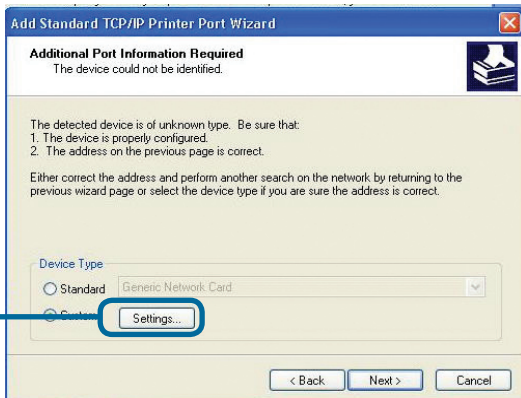 Add Standard TCP/IP Printer Port Wizard
Additional Port Information Required
The device could not be identified.
The detected device is of unknown type. Be sure that:
1. The device is properly configured.
2. The address on the previous page is correct.
Either correct the address and perform another search on the network by returning to the
previous wizard page or select the device type if you are sure the address is correct.
Device Type
Standard
Generic Network Card
Settings...
< Back
Next >
Cancel